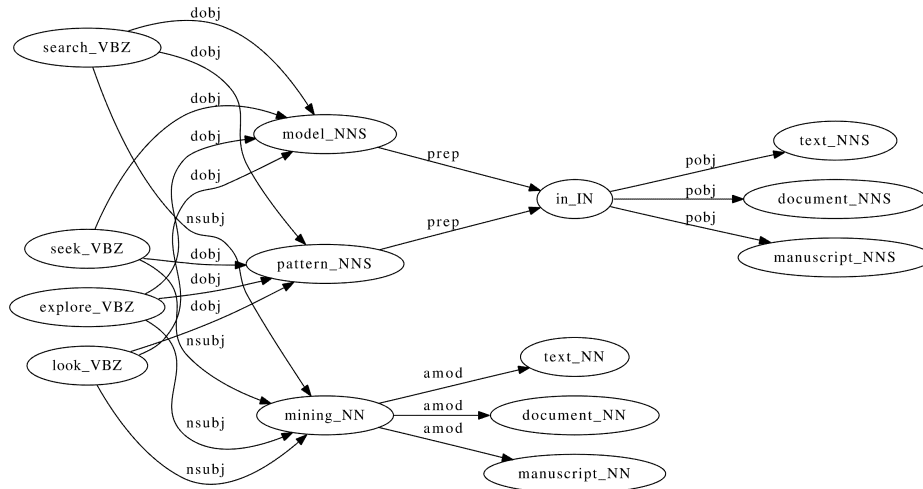 dobj
search_VBZ
dobj
dobj
model_NNS
dobj
text_NNS
prep
pobj
dobj
pobj
in_IN
document_NNS
nsubj
pobj
prep
seek_VBZ
dobj
pattern_NNS
manuscript_NNS
dobj
explore_VBZ
dobj
nsubj
text_NN
look_VBZ
amod
amod
mining_NN
document_NN
nsubj
amod
nsubj
manuscript_NN